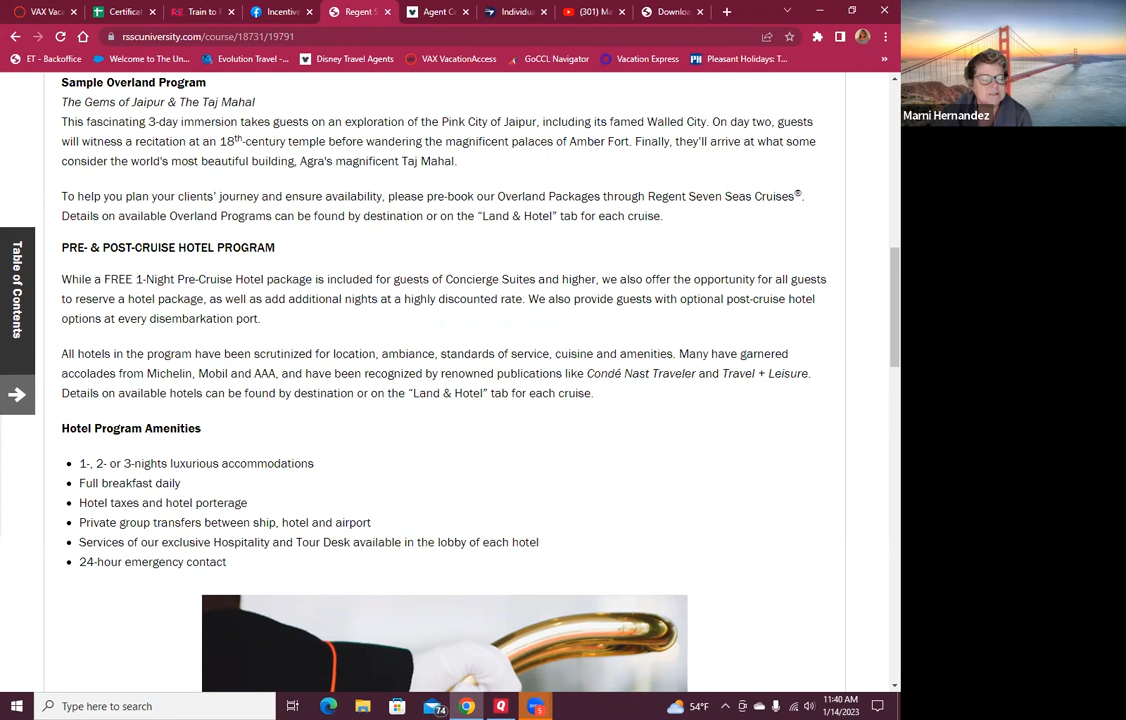 VAX Vaca
Certificat
Train to F
Incentive
Regent S
Agent Ce
Individua
(301) Ma
Downloa
rsscuniversity.com/course/18731/19791
ET - Backoffice
Welcome to The Un...
Evolution Travel -...
Disney Travel Agents
VAX VacationAccess
GoCCL Navigator
Vacation Express
Pleasant Holidays: T...
Marni Hernandez
Sample Overland Program
The Gems of Jaipur & The Taj Mahal
This fascinating 3-day immersion takes guests on an exploration of the Pink City of Jaipur, including its famed Walled City. On day two, guests
will witness a recitation at an 18th-century temple before wandering the magnificent palaces of Amber Fort. Finally, they'll arrive at what some
consider the world's most beautiful building, Agra's magnificent Taj Mahal.
To help you plan your clients' journey and ensure availability, please pre-book our Overland Packages through Regent Seven Seas Cruises®.
Details on available Overland Programs can be found by destination or on the “Land & Hotel” tab for each cruise.
Table of Contents
PRE- & POST-CRUISE HOTEL PROGRAM
While a FREE 1-Night Pre-Cruise Hotel package is included for guests of Concierge Suites and higher, we also offer the opportunity for all guests
to reserve a hotel package, as well as add additional nights at a highly discounted rate. We also provide guests with optional post-cruise hotel
options at every disembarkation port.
All hotels in the program have been scrutinized for location, ambiance, standards of service, cuisine and amenities. Many have garnered
accolades from Michelin, Mobil and AAA, and have been recognized by renowned publications like Condé Nast Traveler and Travel + Leisure.
Details on available hotels can be found by destination or on the “Land & Hotel” tab for each cruise.
Hotel Program Amenities
• 1-, 2- or 3-nights luxurious accommodations
• Full breakfast daily
• Hotel taxes and hotel porterage
• Private group transfers between ship, hotel and airport
• Services of our exclusive Hospitality and Tour Desk available in the lobby of each hotel
• 24-hour emergency contact
Type here to search
74
5
54°F
11:40 AM
1/14/2023